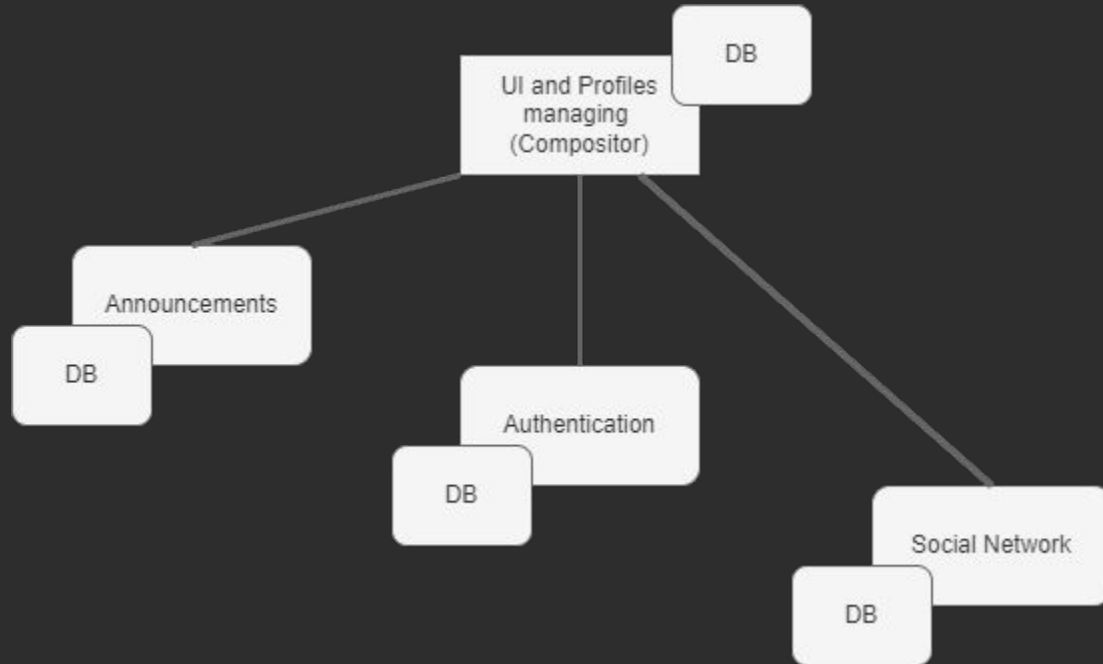 DB
UI and Profiles
managing
(Compositor)
Announcements
DB
Authentication
DB
Social Network
DB